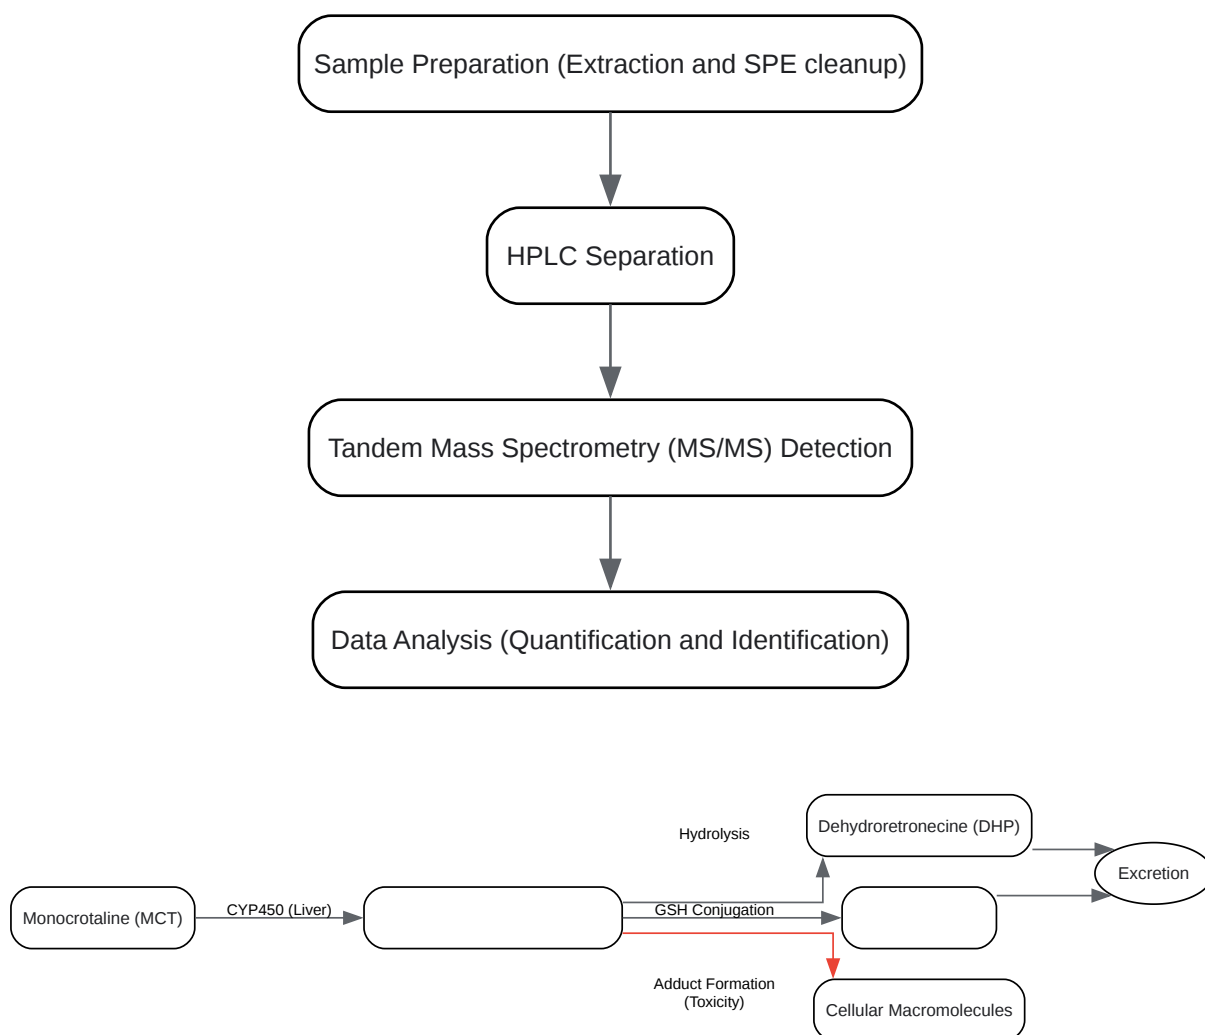 Sample Preparation (Extraction and SPE cleanup)
HPLC Separation
Tandem Mass Spectrometry (MS/MS) Detection
Data Analysis (Quantification and Identification)
Hydrolysis
Dehydroretronecine (DHP)
Excretion
Monocrotaline (MCT)
CYP450 (Liver)
GSH Conjugation
Adduct Formation
(Toxicity)
Cellular Macromolecules